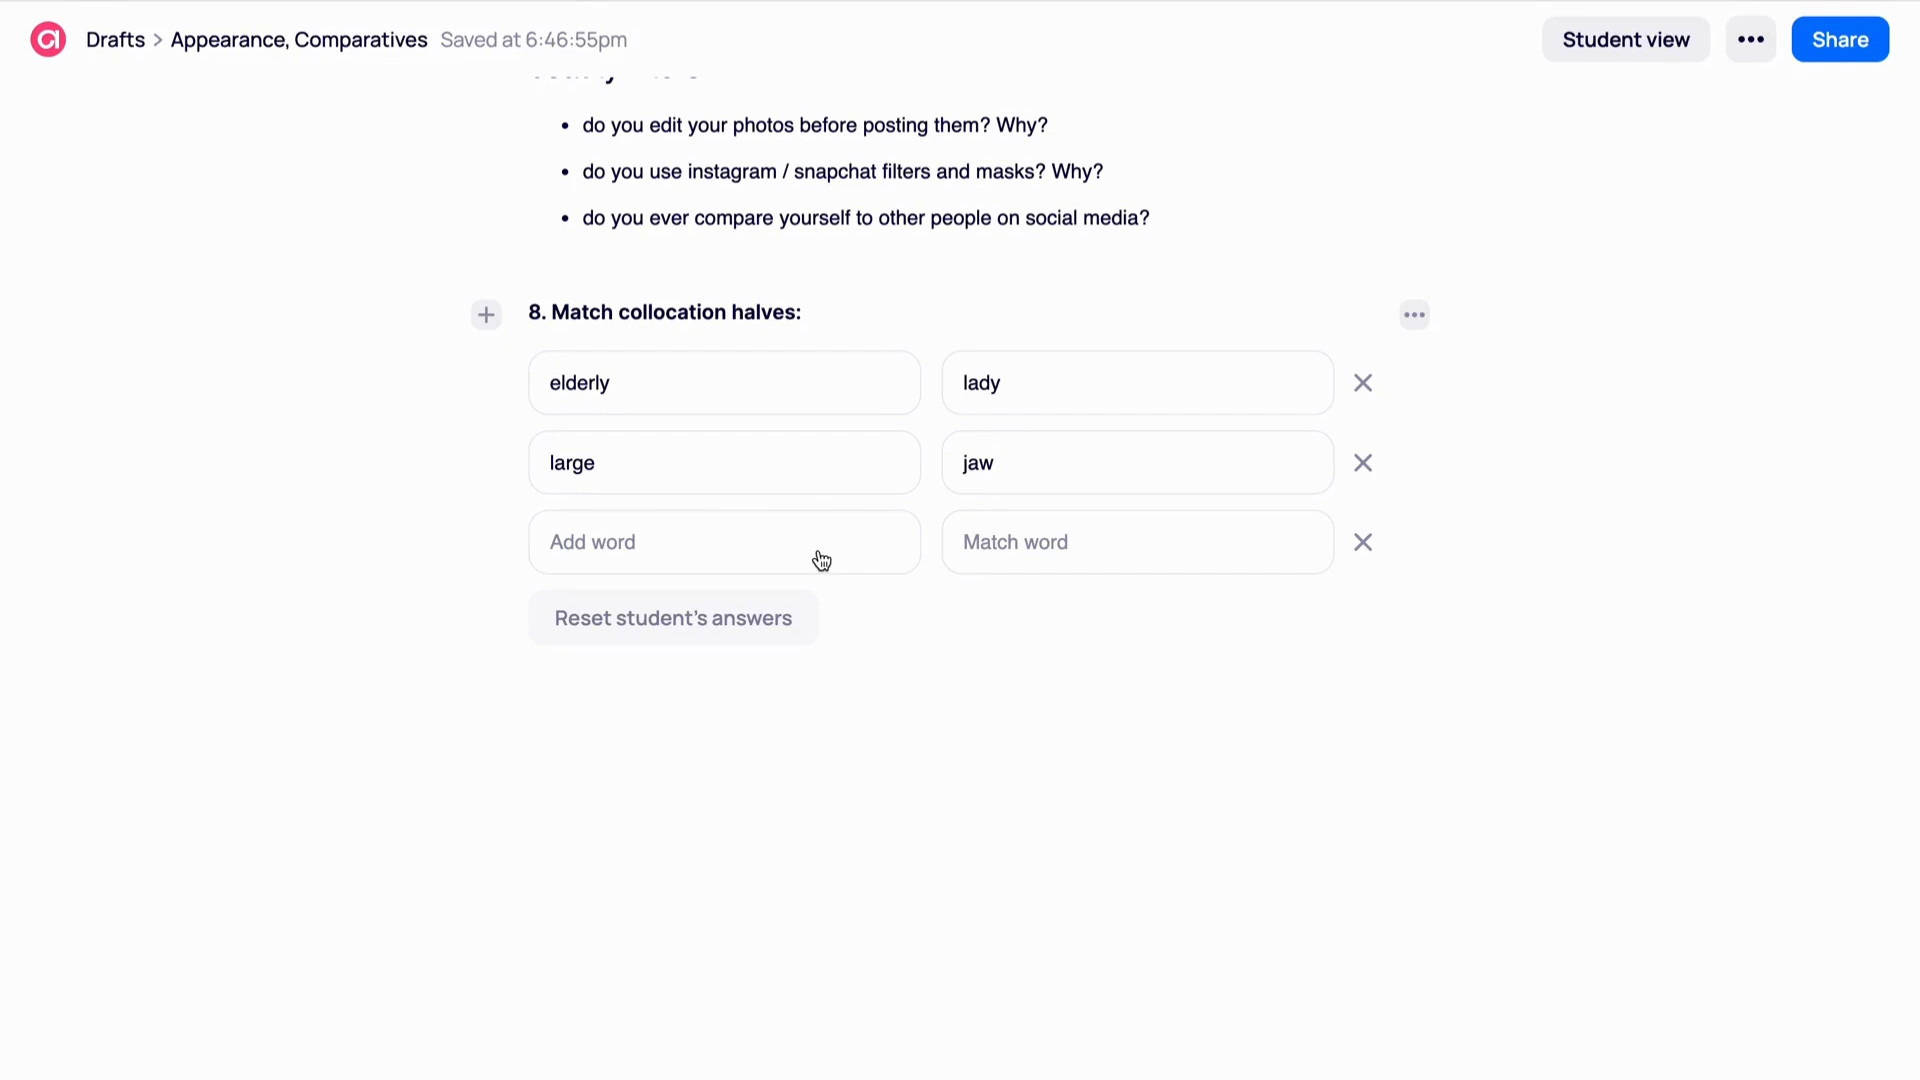 Drafts > Appearance, Comparatives Saved at 6:46:55pm
Student view
•••
Share
• do you edit your photos before posting them? Why?
• do you use instagram / snapchat filters and masks? Why?
• do you ever compare yourself to other people on social media?
8. Match collocation halves:
elderly lady
large jaw
Add word Match word
Reset student's answers